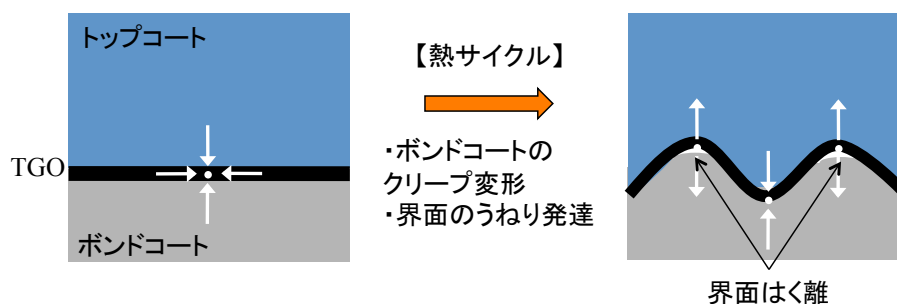 トップコート
TGO
ボンドコート
【熱サイクル】
・ボンドコートの
クリープ変形
・界面のうねり発達
界面はく離